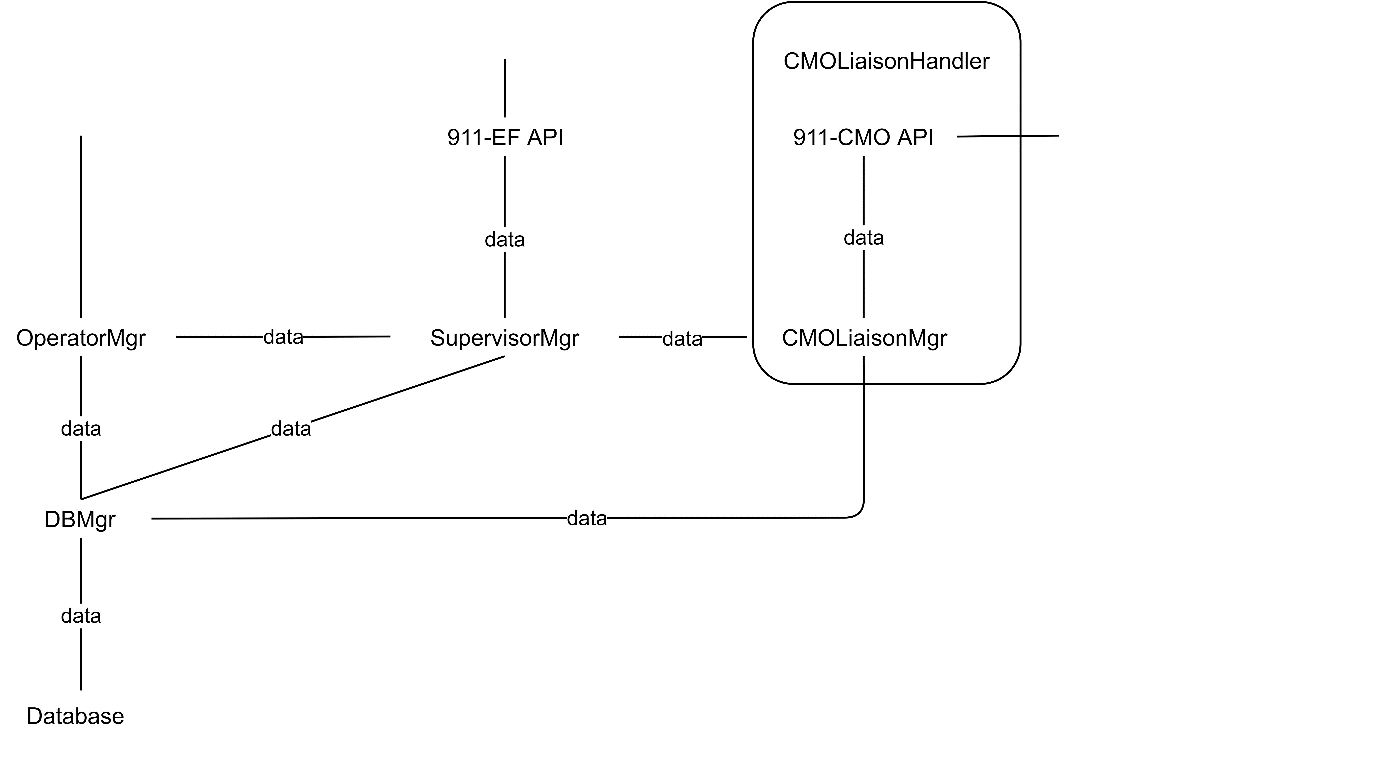 CMOLiaisonHandler
911-EF API
911-CMO API
data
data
OperatorMgr
data
SupervisorMgr
data
CMOLiaisonMgr
data
data
DBMgr
data
data
Database